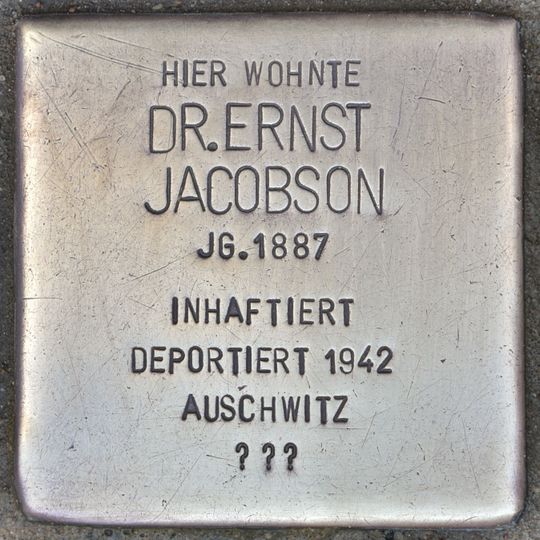 HIER WOHNTE
DR.ERNST
JACOBSON
JG.1887
INHAFTIERT
DEPORTIERT 1942
AUSCHWITZ
???